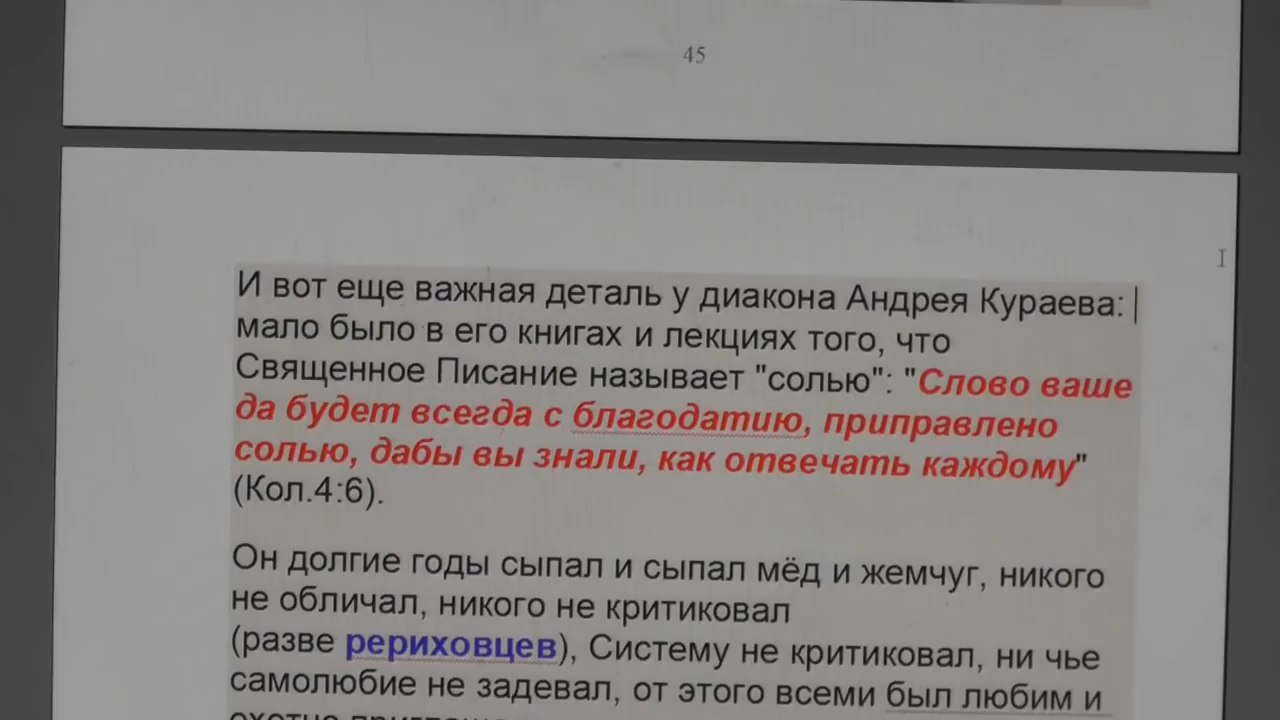 45
И вот еще важная деталь у диакона Андрея Кураева:
мало было в его книгах и лекциях того, что
Священное Писание называет "солью": "Слово ваше
да будет всегда с благодатию, приправлено
солью, дабы вы знали, как отвечать каждому"
(Кол.4:6).
Он долгие годы сыпал и сыпал мёд и жемчуг, никого
не обличал, никого не критиковал
(разве рериховцев), Систему не критиковал, ни чье
самолюбие не задевал, от этого всеми был любим и